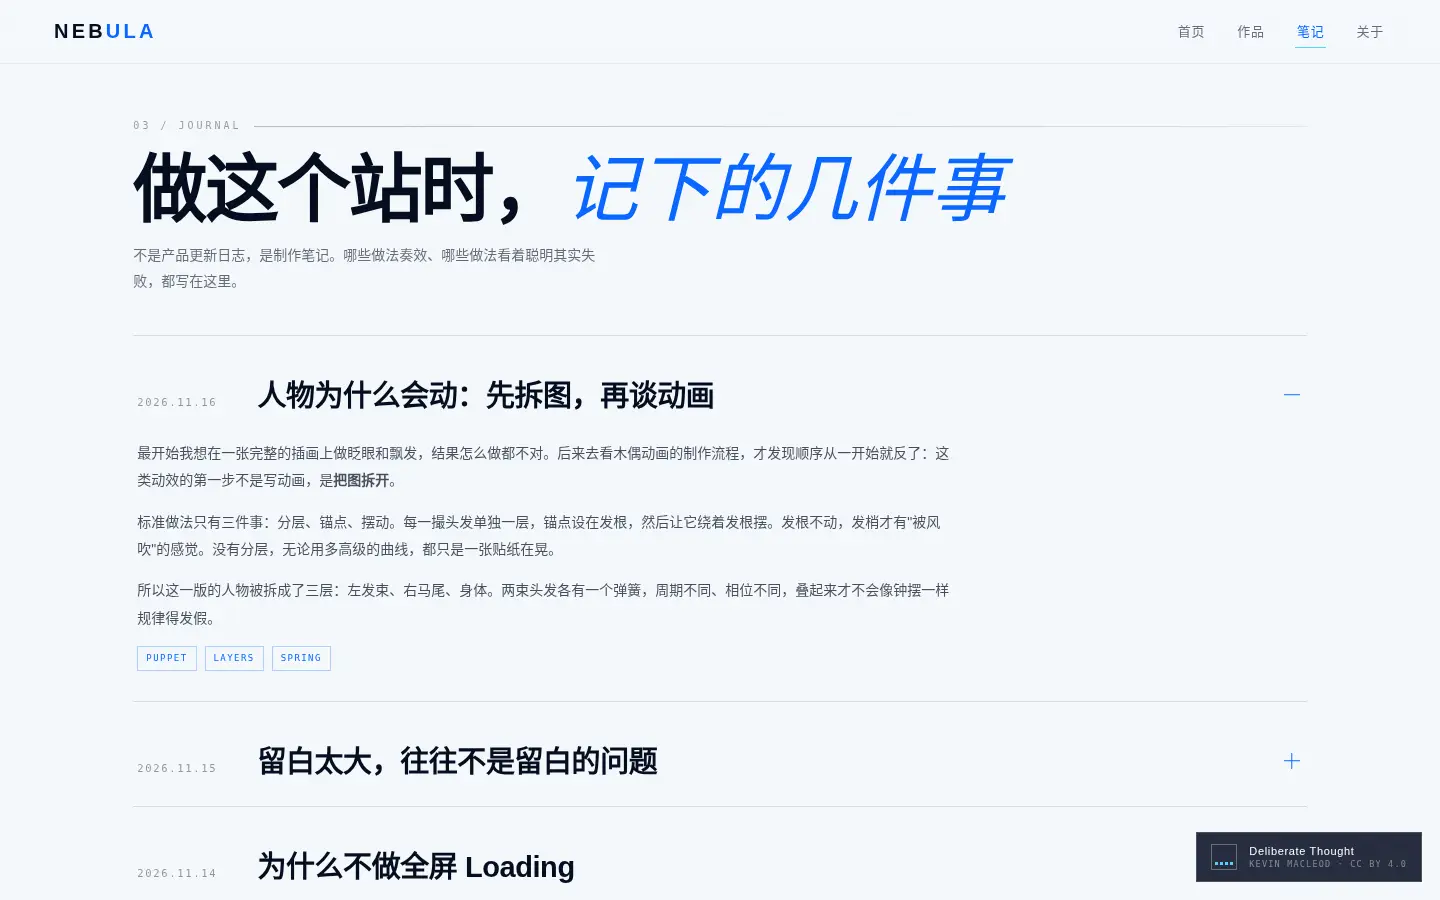 NEBULA
首页 作品 笔记 关于
03 / JOURNAL
做这个站时，记下的几件事
不是产品更新日志，是制作笔记。哪些做法奏效、哪些做法看着聪明其实失
败，都写在这里。
2026.11.16 人物为什么会动：先拆图，再谈动画
最开始我想在一张完整的插画上做眨眼和飘发，结果怎么做都不对。后来去看木偶动画的制作流程，才发现顺序从一开始就反了：这
类动效的第一步不是写动画，是把图拆开。
标准做法只有三件事：分层、锚点、摆动。每一撮头发单独一层，锚点设在发根，然后让它绕着发根摆。发根不动，发梢才有"被风
吹"的感觉。没有分层，无论用多高级的曲线，都只是一张贴纸在晃。
所以这一版的人物被拆成了三层：左发束、右马尾、身体。两束头发各有一个弹簧，周期不同、相位不同，叠起来才不会像钟摆一样
规律得发假。
PUPPET LAYERS SPRING
2026.11.15 留白太大，往往不是留白的问题
2026.11.14 为什么不做全屏 Loading
Deliberate Thought
KEVIN MACLEOD · CC BY 4.0